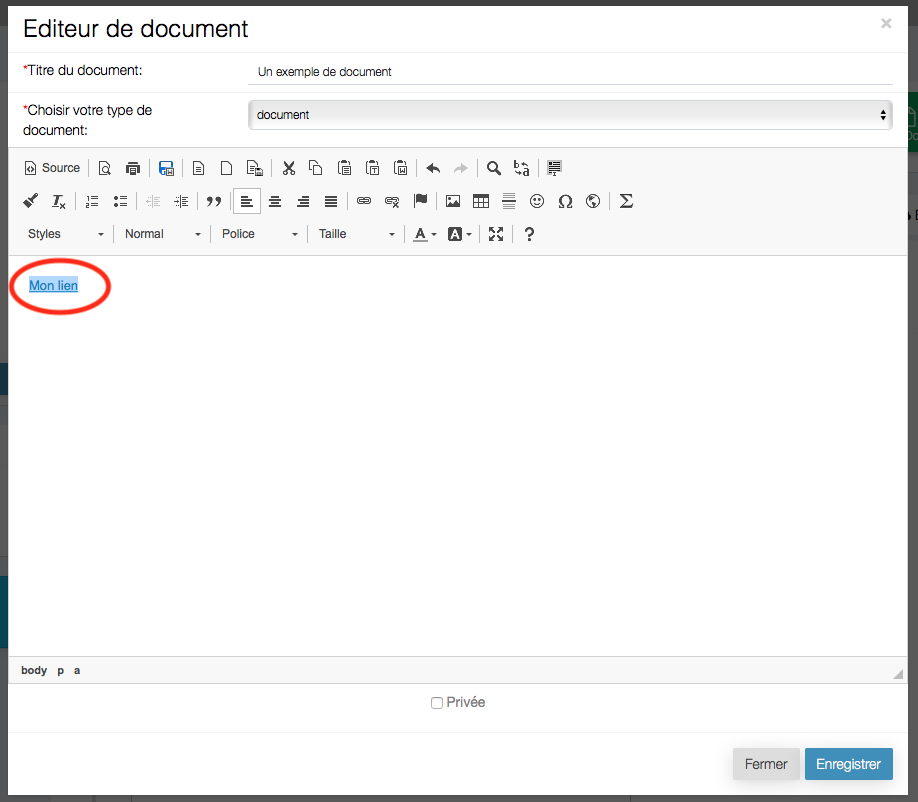 Editeur de document
×
*Titre du document:
Un exemple de document
*Choisir votre type de
document:
document
Source
Styles Normal Police Taille A A ?
Mon lien
body p a
Privée
Fermer Enregistrer